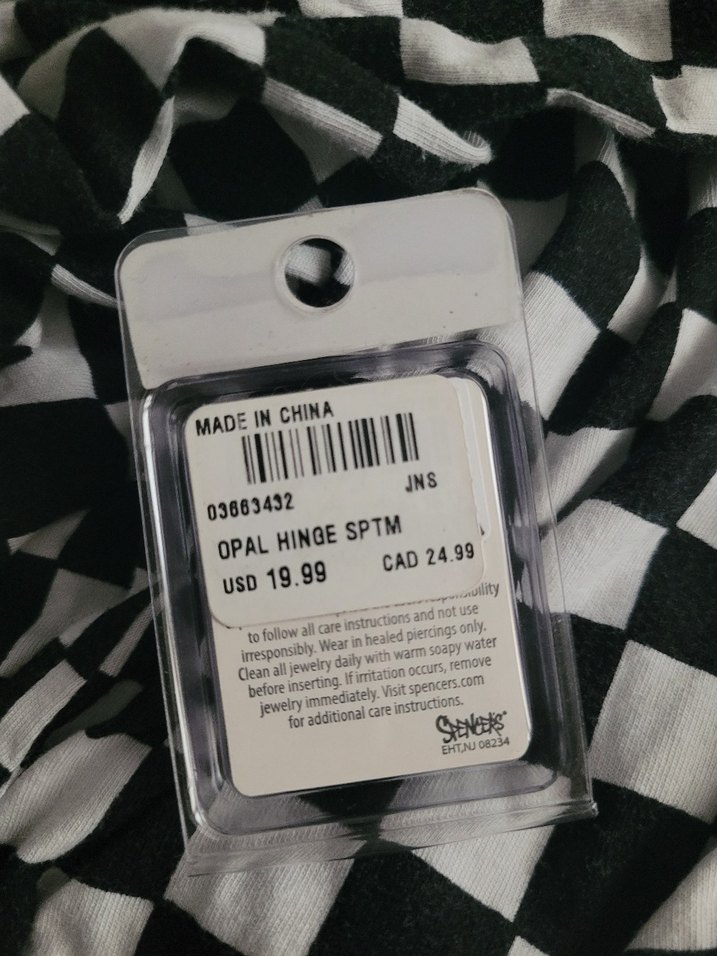 MADE IN CHINA
03663432
JNS
OPAL HINGE SPTM
USD 19.99
CAD 24.99
responsibility
to follow all care instructions and not use
irresponsibly. Wear in healed piercings only.
Clean all jewelry daily with warm soapy water
before inserting. If irritation occurs, remove
jewelry immediately. Visit spencers.com
for additional care instructions.
SPENCER'S
EHT,NJ 08234